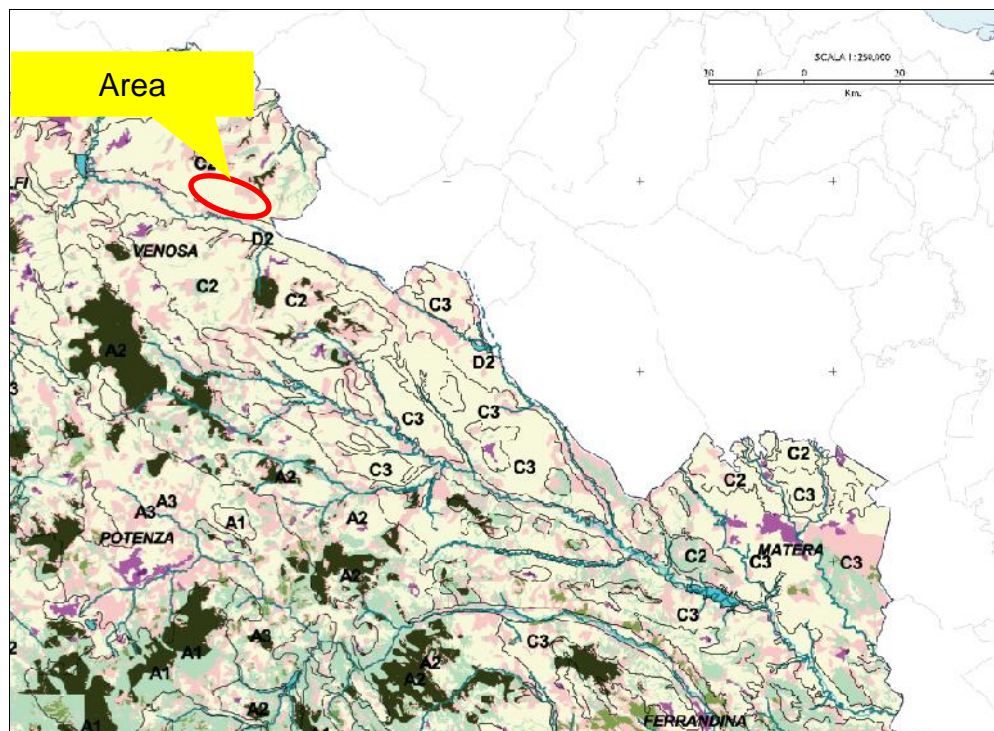 SCALA 1:250,000
20
Km.
Area
C2
FI
D2
VENOSA
C2
C2
C3
A2
D2
C3
C3
C3
C3
A2
C2
C2
C3
A3
A3
A1
A2
POTENZA
C2
MATERA
C3
C3
A2
C3
A3
A1
A1
C3
A2
A2
A2
A1
FERRANDINA